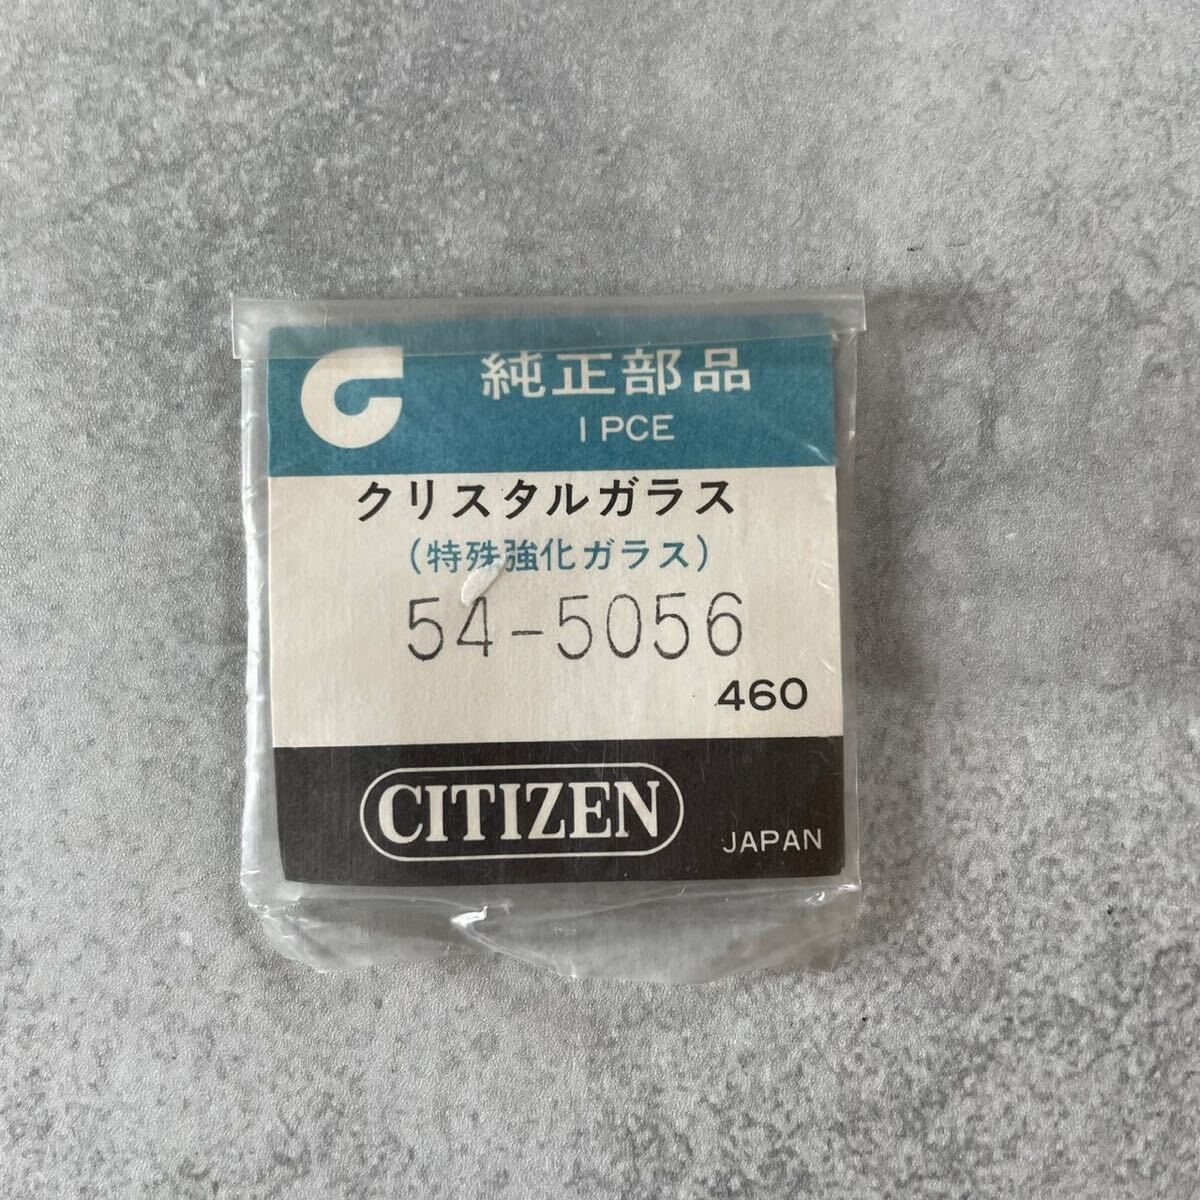 純正部品
1 PCE
クリスタルガラス
(特殊強化ガラス)
54-5056
460
CITIZEN
JAPAN